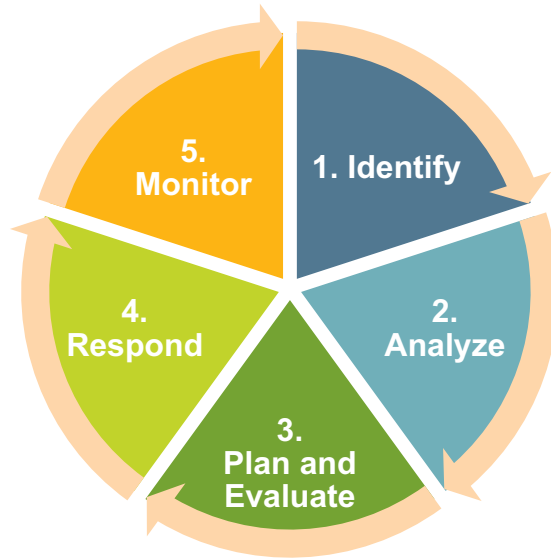 1. Identify
2.
Analyze
3.
Plan and
Evaluate
4.
Respond
5.
Monitor